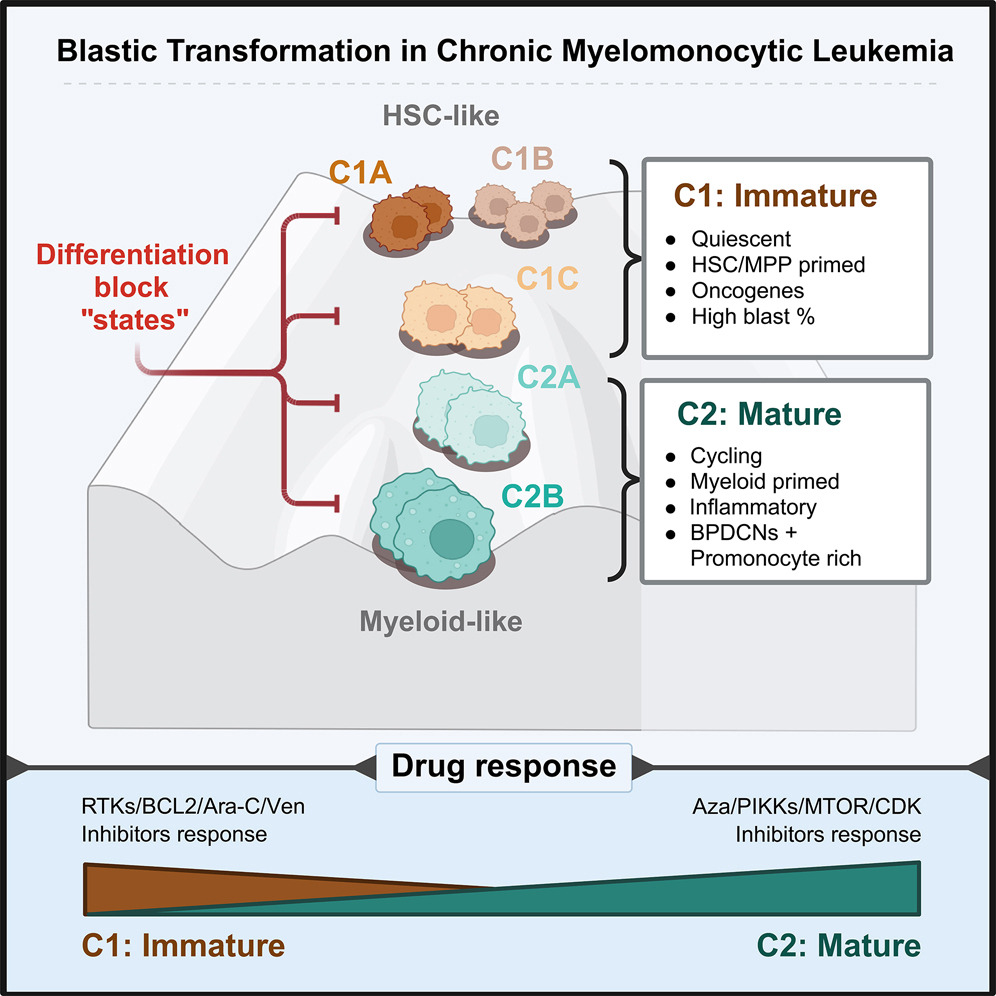 Blastic Transformation in Chronic Myelomonocytic Leukemia
HSC-like
C1A
C1B
C1C
C2A
C2B
Myeloid-like
Differentiation
block
"states"
C1: Immature
• Quiescent
• HSC/MPP primed
• Oncogenes
• High blast %
C2: Mature
• Cycling
• Myeloid primed
• Inflammatory
• BPDCNs +
Promonocyte rich
Drug response
RTKs/BCL2/Ara-C/Ven
Inhibitors response
Aza/PIKKs/MTOR/CDK
Inhibitors response
C1: Immature
C2: Mature